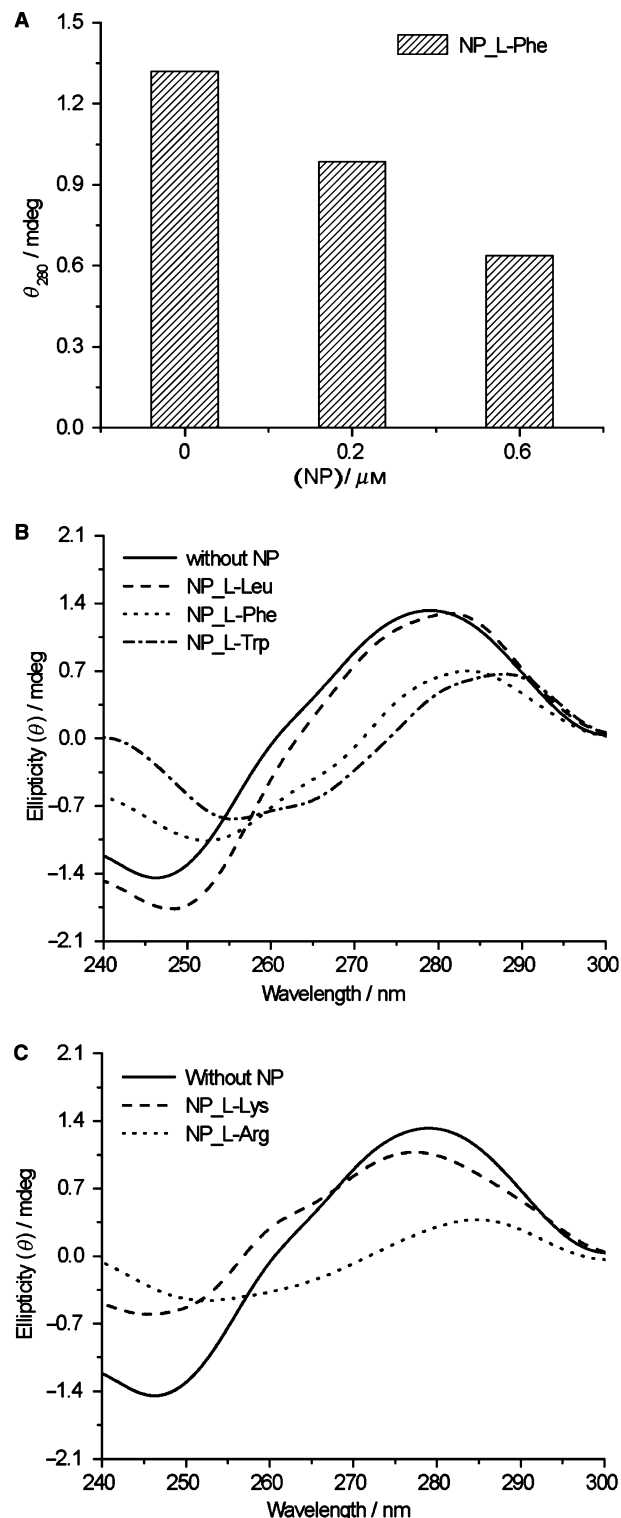 A
1.5
1.2
0.9
0.6
0.3
0.0
θ280 / mdeg
NP_L-Phe
0 0.2 0.6
(NP)/ μM
B
2.1
1.4
0.7
0.0
−0.7
−1.4
−2.1
Ellipticity (θ) / mdeg
without NP
NP_L-Leu
NP_L-Phe
NP_L-Trp
240 250 260 270 280 290 300
Wavelength / nm
C
2.1
1.4
0.7
0.0
−0.7
−1.4
−2.1
Ellipticity (θ) / mdeg
Without NP
NP_L-Lys
NP_L-Arg
240 250 260 270 280 290 300
Wavelength / nm